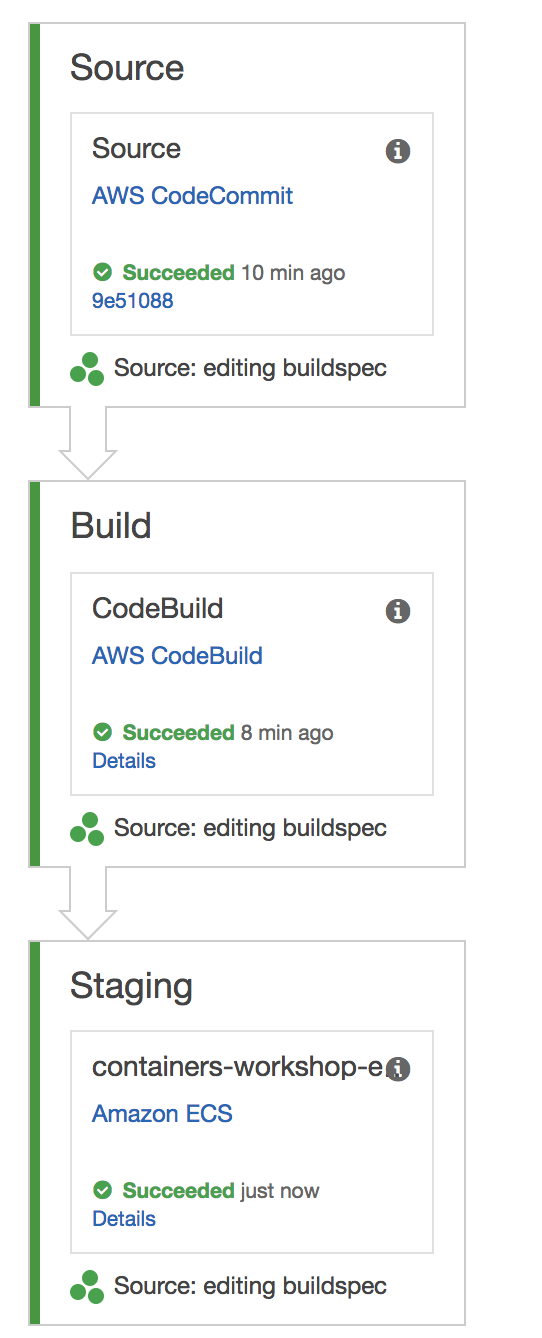 Source
Source
AWS CodeCommit
Succeeded 10 min ago
9e51088
Source: editing buildspec
Build
CodeBuild
AWS CodeBuild
Succeeded 8 min ago
Details
Source: editing buildspec
Staging
containers-workshop-e...
Amazon ECS
Succeeded just now
Details
Source: editing buildspec